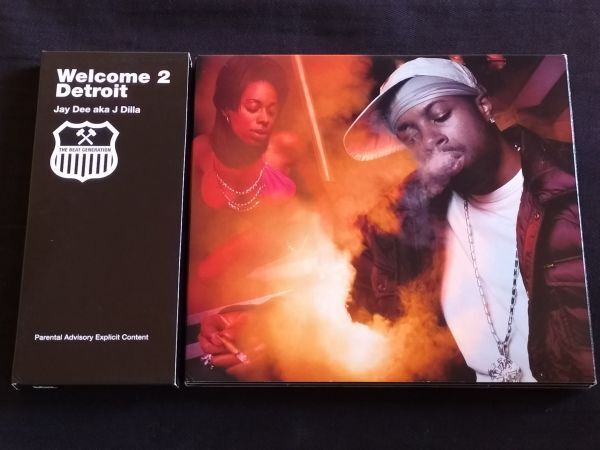 Welcome 2
Detroit
Jay Dee aka J Dilla
THE BEAT GENERATION
Parental Advisory Explicit Content